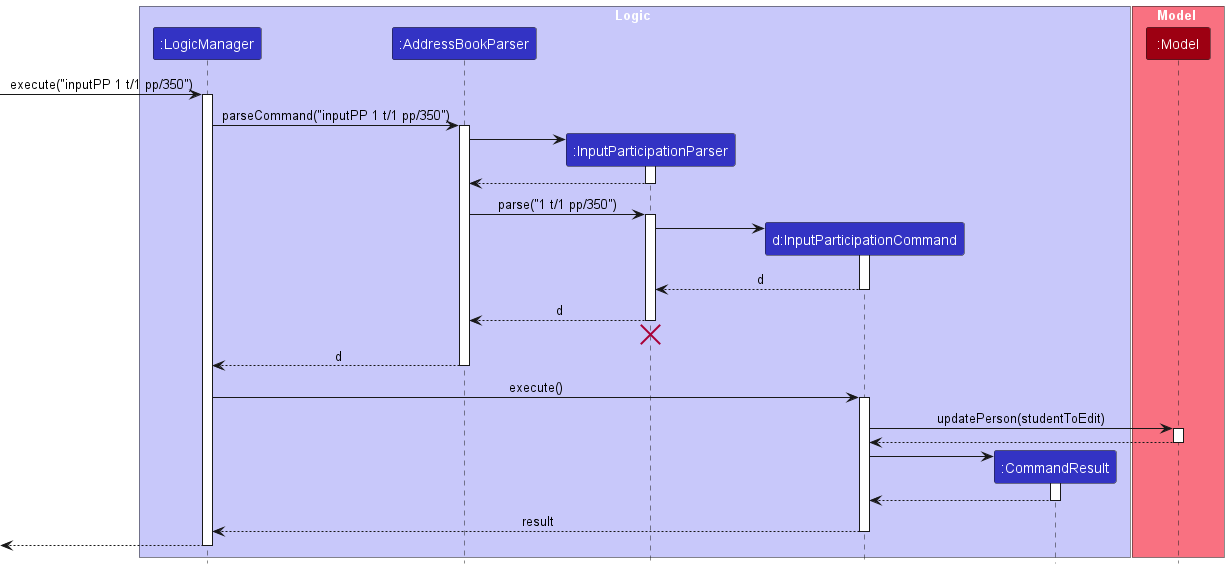 Logic
Model
:LogicManager
:AddressBookParser
:Model
execute("inputPP 1 t/1 pp/350")
parseCommand("inputPP 1 t/1 pp/350")
:InputParticipationParser
parse("1 t/1 pp/350")
d:InputParticipationCommand
d
d
d
execute()
updatePerson(studentToEdit)
:CommandResult
result